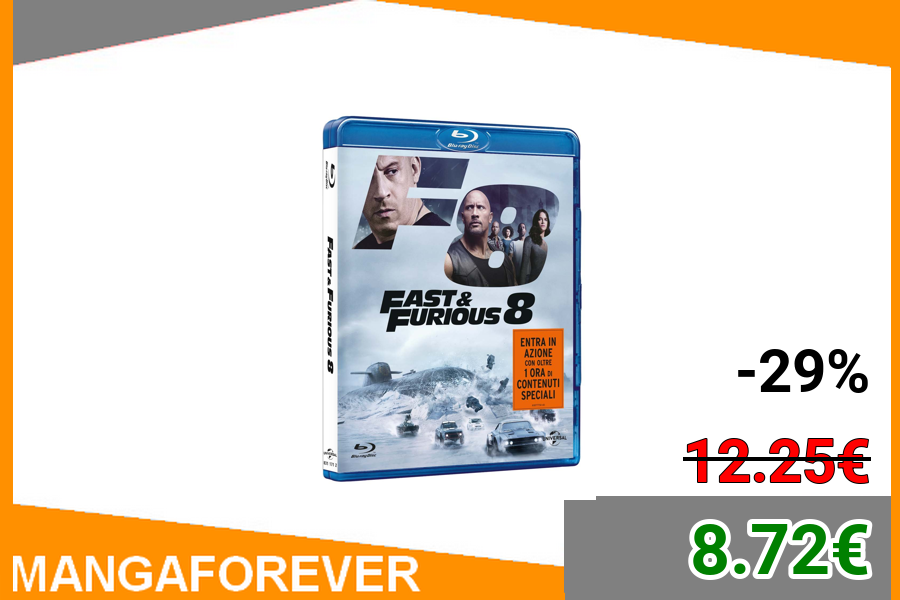 Blu-ray Disc
F8
FAST & FURIOUS 8
FAST &
FURIOUS 8
ENTRA IN
AZIONE
CON OLTRE
1 ORA DI
CONTENUTI
SPECIALI
Blu-ray Disc
UNIVERSAL
-29%
12.25€
8.72€
MANGAFOREVER